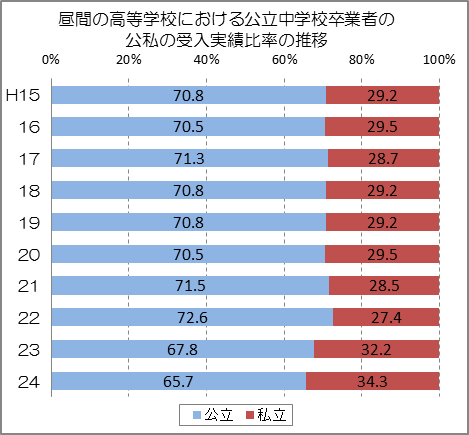 昼間の高等学校における公立中学校卒業者の
公私の受入実績比率の推移
0% 20% 40% 60% 80% 100%
H15 70.8 29.2
16 70.5 29.5
17 71.3 28.7
18 70.8 29.2
19 70.8 29.2
20 70.5 29.5
21 71.5 28.5
22 72.6 27.4
23 67.8 32.2
24 65.7 34.3
公立 私立